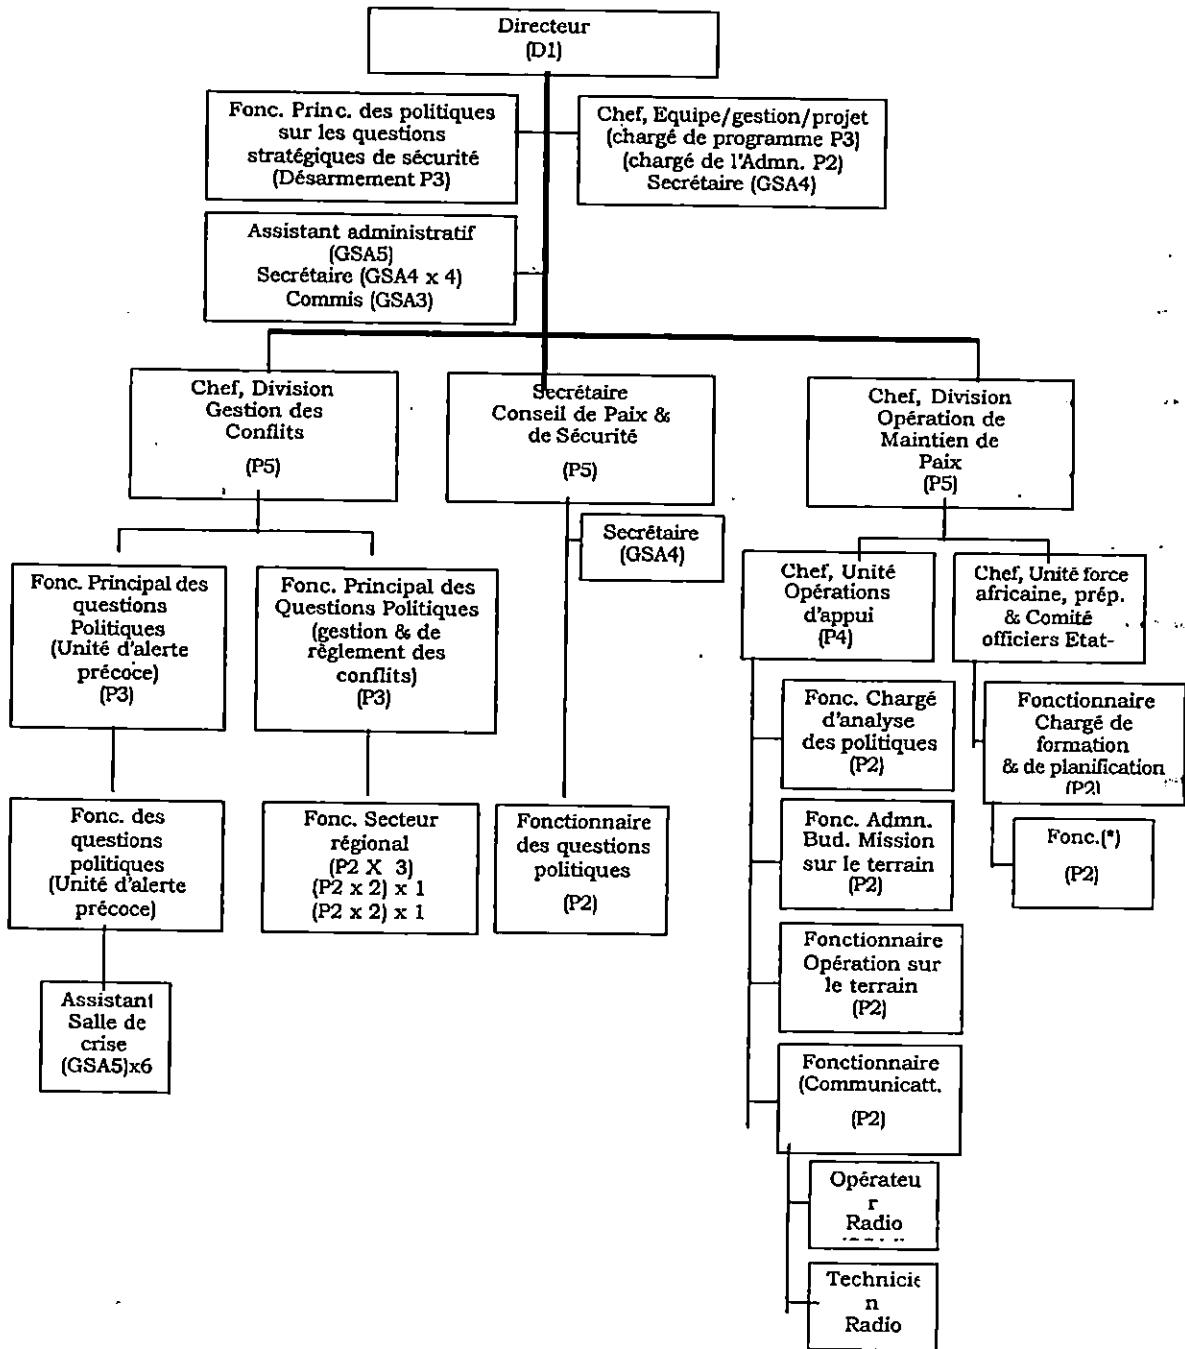 Directeur
(D1)
Fonc. Princ. des politiques
sur les questions
stratégiques de sécurité
(Désarmement P3)
Chef, Equipe/gestion/projet
(chargé de programme P3)
(chargé de l'Admn. P2)
Secrétaire (GSA4)
Assistant administratif
(GSA5)
Secrétaire (GSA4 x 4)
Commis (GSA3)
Chef, Division
Gestion des
Conflits
(P5)
Secrétaire
Conseil de Paix &
de Sécurité
(P5)
Chef, Division
Opération de
Maintien de
Paix
(P5)
Secrétaire
(GSA4)
Fonc. Principal des
questions
Politiques
(Unité d'alerte
précoce)
(P3)
Fonc. Principal des
Questions Politiques
(gestion & de
règlement des
conflits)
(P3)
Chef, Unité
Opérations
d'appui
(P4)
Chef, Unité force
africaine, prép.
& Comité
officiers Etat-
Fonc. Chargé
d'analyse
des politiques
(P2)
Fonctionnaire
Chargé de
formation
& de planification
(P2)
Fonc. des
questions
politiques
(Unité d'alerte
précoce)
Fonc. Secteur
régional
(P2 X 3)
(P2 x 2) x 1
(P2 x 2) x 1
Fonctionnaire
des questions
politiques
(P2)
Fonc. Admn.
Bud. Mission
sur le terrain
(P2)
Fonc.(*)
(P2)
Fonctionnaire
Opération sur
le terrain
(P2)
Assistant
Salle de
crise
(GSA5)x6
Fonctionnaire
(Communicatt.
(P2)
Opérateu
r
Radio
Technicie
n
Radio